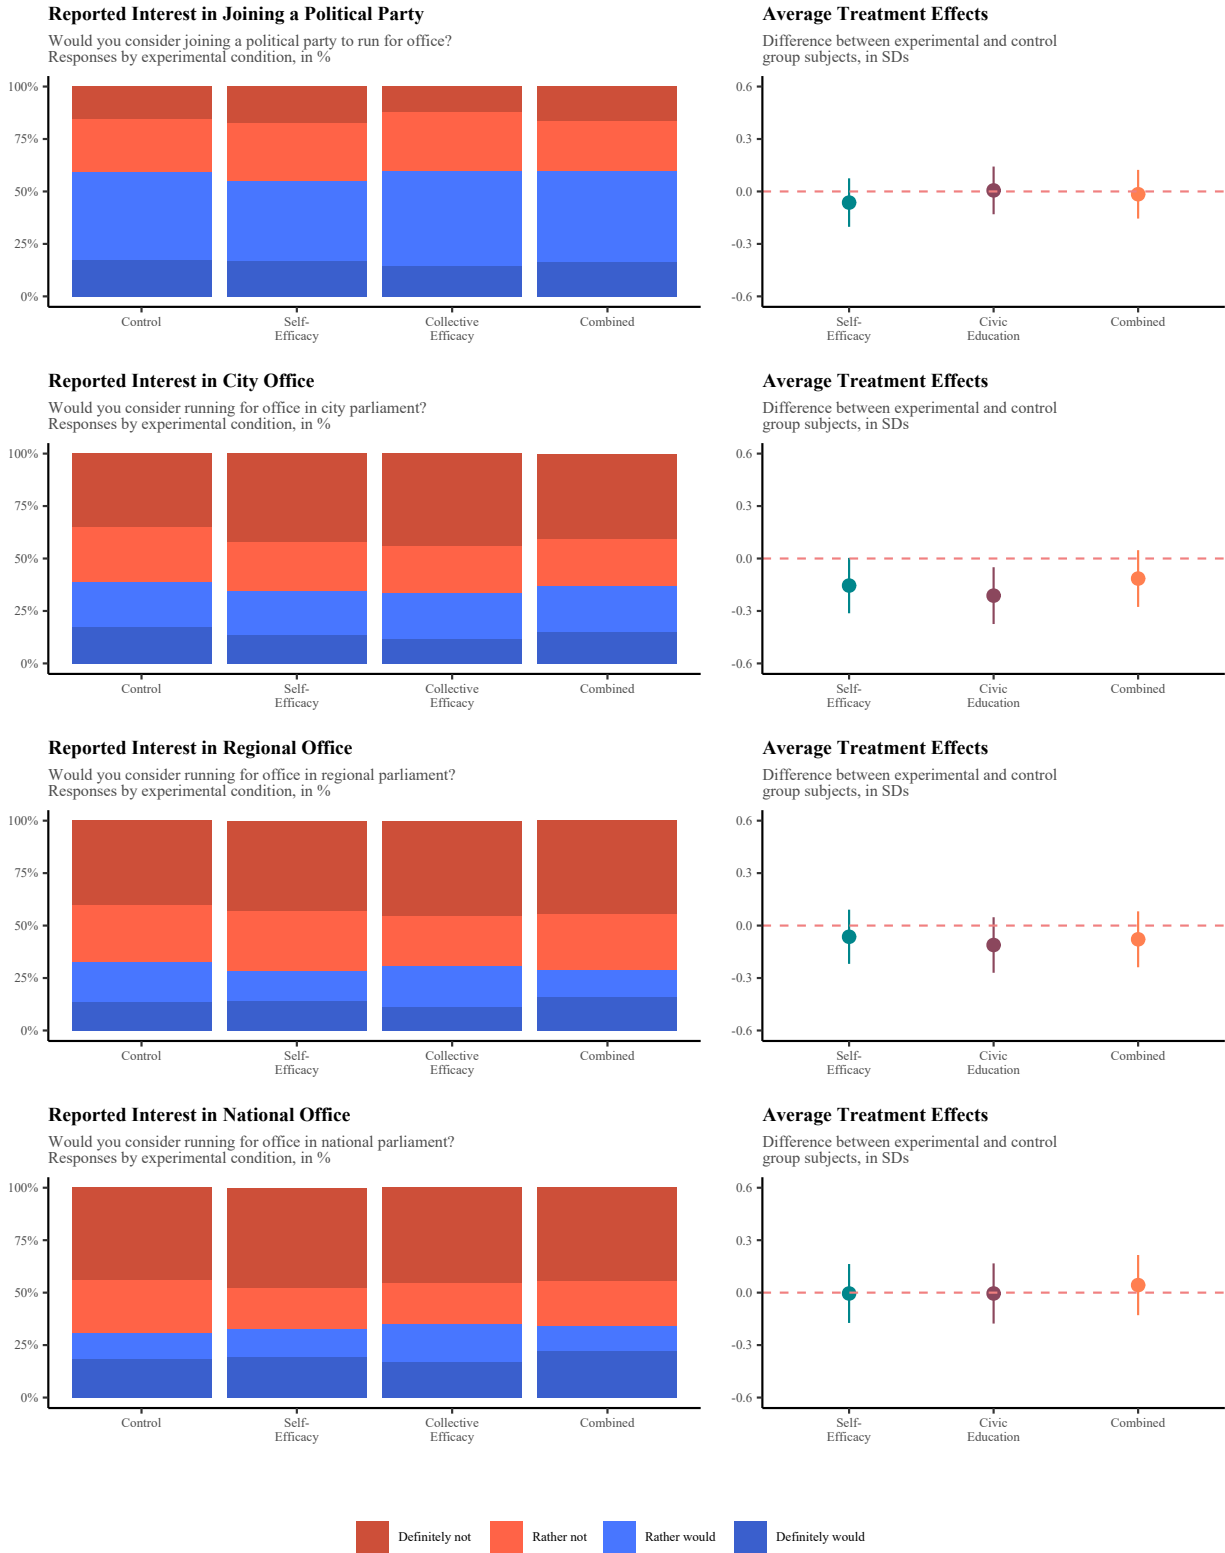 Reported Interest in Joining a Political Party
Would you consider joining a political party to run for office?
Responses by experimental condition, in %
100%
75%
50%
25%
0%
Control
Self-
Efficacy
Collective
Efficacy
Combined
Average Treatment Effects
Difference between experimental and control
group subjects, in SDs
0.6
0.3
0.0
-0.3
-0.6
Self-
Efficacy
Civic
Education
Combined
Reported Interest in City Office
Would you consider running for office in city parliament?
Responses by experimental condition, in %
100%
75%
50%
25%
0%
Control
Self-
Efficacy
Collective
Efficacy
Combined
Average Treatment Effects
Difference between experimental and control
group subjects, in SDs
0.6
0.3
0.0
-0.3
-0.6
Self-
Efficacy
Civic
Education
Combined
Reported Interest in Regional Office
Would you consider running for office in regional parliament?
Responses by experimental condition, in %
100%
75%
50%
25%
0%
Control
Self-
Efficacy
Collective
Efficacy
Combined
Average Treatment Effects
Difference between experimental and control
group subjects, in SDs
0.6
0.3
0.0
-0.3
-0.6
Self-
Efficacy
Civic
Education
Combined
Reported Interest in National Office
Would you consider running for office in national parliament?
Responses by experimental condition, in %
100%
75%
50%
25%
0%
Control
Self-
Efficacy
Collective
Efficacy
Combined
Average Treatment Effects
Difference between experimental and control
group subjects, in SDs
0.6
0.3
0.0
-0.3
-0.6
Self-
Efficacy
Civic
Education
Combined
Definitely not
Rather not
Rather would
Definitely would